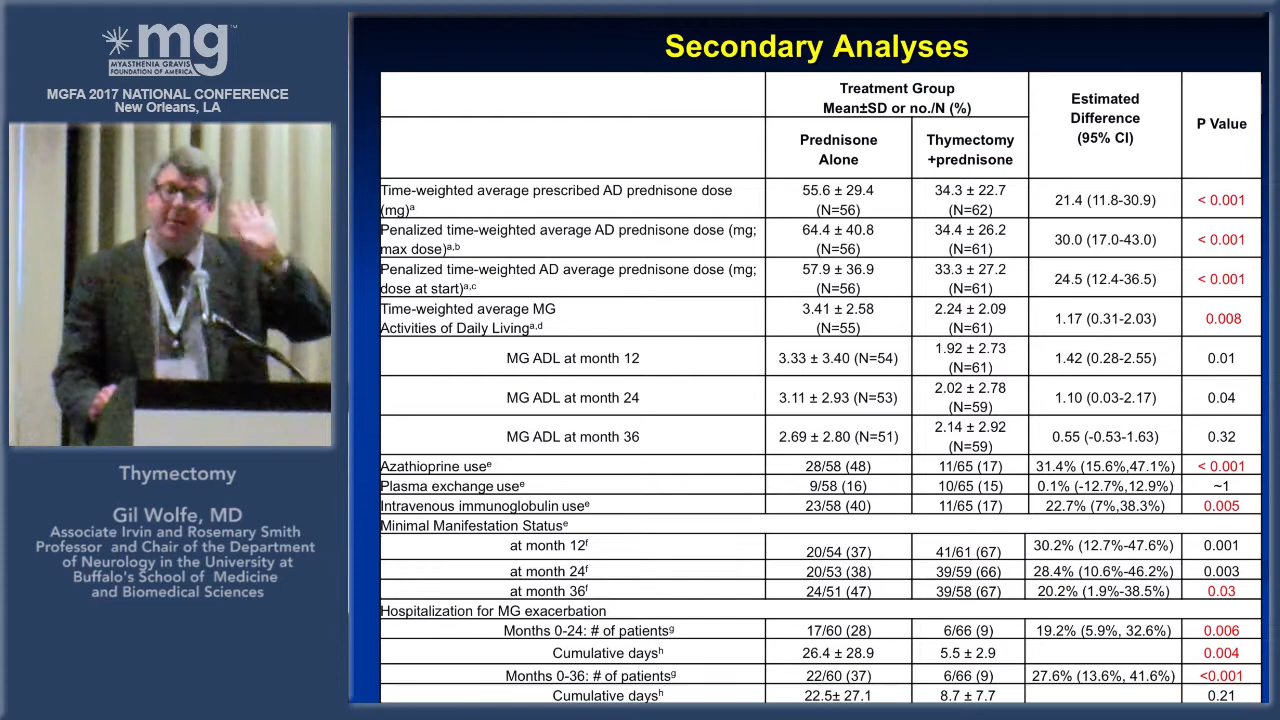 mg
MYASTHENIA GRAVIS
FOUNDATION OF AMERICA
MGFA 2017 NATIONAL CONFERENCE
New Orleans, LA
Thymectomy
Gil Wolfe, MD
Associate Irvin and Rosemary Smith
Professor and Chair of the Department
of Neurology in the University at
Buffalo's School of Medicine
and Biomedical Sciences
Secondary Analyses
Treatment Group
Mean±SD or no./N (%)
Estimated
Difference
(95% CI)
P Value
Prednisone
Alone
Thymectomy
+prednisone
Time-weighted average prescribed AD prednisone dose
(mg)ᵃ
55.6 ± 29.4
(N=56)
34.3 ± 22.7
(N=62)
21.4 (11.8-30.9)
< 0.001
Penalized time-weighted average AD prednisone dose (mg;
max dose)ᵃ,ᵇ
64.4 ± 40.8
(N=56)
34.4 ± 26.2
(N=61)
30.0 (17.0-43.0)
< 0.001
Penalized time-weighted AD average prednisone dose (mg;
dose at start)ᵃ,ᶜ
57.9 ± 36.9
(N=56)
33.3 ± 27.2
(N=61)
24.5 (12.4-36.5)
< 0.001
Time-weighted average MG
Activities of Daily Livingᵃ,ᵈ
3.41 ± 2.58
(N=55)
2.24 ± 2.09
(N=61)
1.17 (0.31-2.03)
0.008
MG ADL at month 12
3.33 ± 3.40 (N=54)
1.92 ± 2.73
(N=61)
1.42 (0.28-2.55)
0.01
MG ADL at month 24
3.11 ± 2.93 (N=53)
2.02 ± 2.78
(N=59)
1.10 (0.03-2.17)
0.04
MG ADL at month 36
2.69 ± 2.80 (N=51)
2.14 ± 2.92
(N=59)
0.55 (-0.53-1.63)
0.32
Azathioprine useᵉ 28/58 (48) 11/65 (17) 31.4% (15.6%,47.1%) < 0.001
Plasma exchange useᵉ 9/58 (16) 10/65 (15) 0.1% (-12.7%,12.9%) ~1
Intravenous immunoglobulin useᵉ 23/58 (40) 11/65 (17) 22.7% (7%,38.3%) 0.005
Minimal Manifestation Statusᵉ
at month 12ᶠ 20/54 (37) 41/61 (67) 30.2% (12.7%-47.6%) 0.001
at month 24ᶠ 20/53 (38) 39/59 (66) 28.4% (10.6%-46.2%) 0.003
at month 36ᶠ 24/51 (47) 39/58 (67) 20.2% (1.9%-38.5%) 0.03
Hospitalization for MG exacerbation
Months 0-24: # of patientsᵍ 17/60 (28) 6/66 (9) 19.2% (5.9%, 32.6%) 0.006
Cumulative daysʰ 26.4 ± 28.9 5.5 ± 2.9 0.004
Months 0-36: # of patientsᵍ 22/60 (37) 6/66 (9) 27.6% (13.6%, 41.6%) <0.001
Cumulative daysʰ 22.5± 27.1 8.7 ± 7.7 0.21